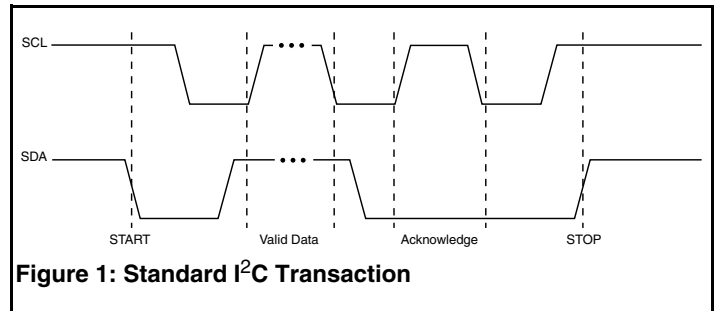 SCL
SDA
START Valid Data Acknowledge STOP
Figure 1: Standard I²C Transaction